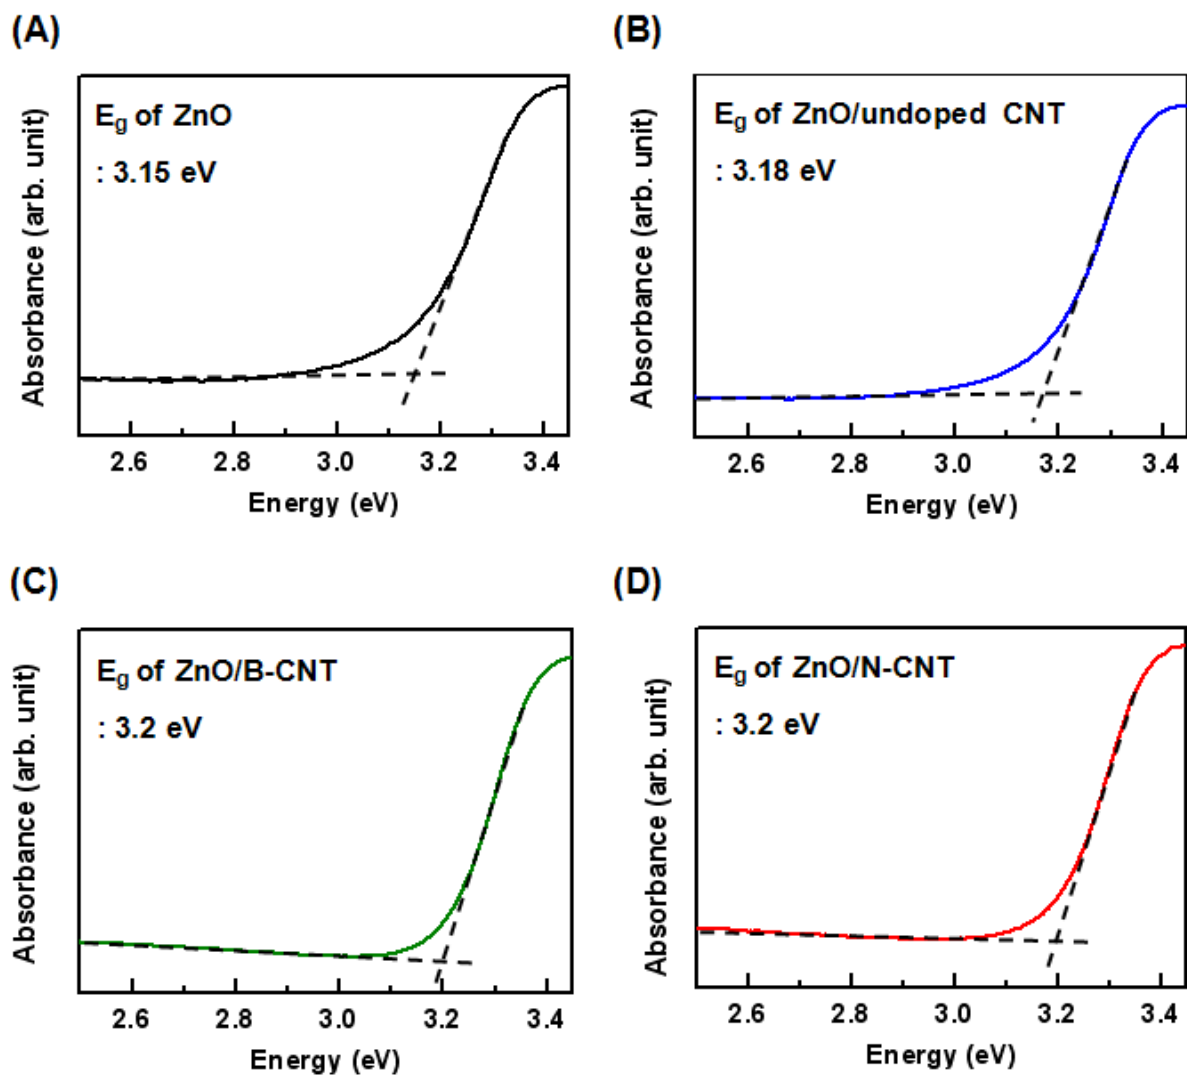 (A)
E_g of ZnO
: 3.15 eV
Absorbance (arb. unit)
2.6 2.8 3.0 3.2 3.4
Energy (eV)
(B)
E_g of ZnO/undoped CNT
: 3.18 eV
Absorbance (arb. unit)
2.6 2.8 3.0 3.2 3.4
Energy (eV)
(C)
E_g of ZnO/B-CNT
: 3.2 eV
Absorbance (arb. unit)
2.6 2.8 3.0 3.2 3.4
Energy (eV)
(D)
E_g of ZnO/N-CNT
: 3.2 eV
Absorbance (arb. unit)
2.6 2.8 3.0 3.2 3.4
Energy (eV)